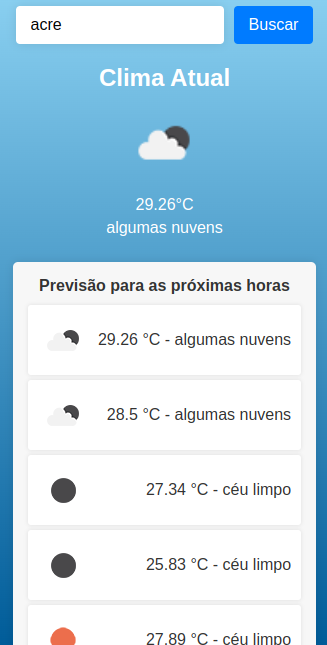 acre
Buscar
Clima Atual
29.26°C
algumas nuvens
Previsão para as próximas horas
29.26 °C - algumas nuvens
28.5 °C - algumas nuvens
27.34 °C - céu limpo
25.83 °C - céu limpo
27.89 °C - céu limpo